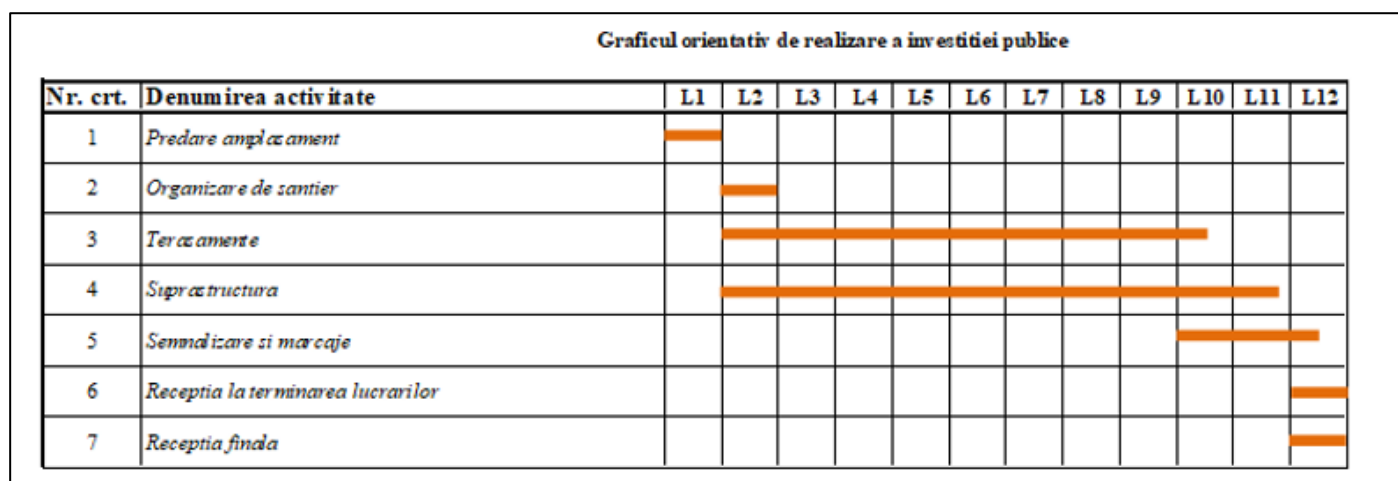 Graficul orientativ de realizare a investitiei publice
Nr. crt. Denumirea activitate L1 L2 L3 L4 L5 L6 L7 L8 L9 L10 L11 L12
1 Predare amplasament
2 Organizare de santier
3 Terasamente
4 Suprastructura
5 Semnalizare si marcaje
6 Receptia la terminarea lucrarilor
7 Receptia finala